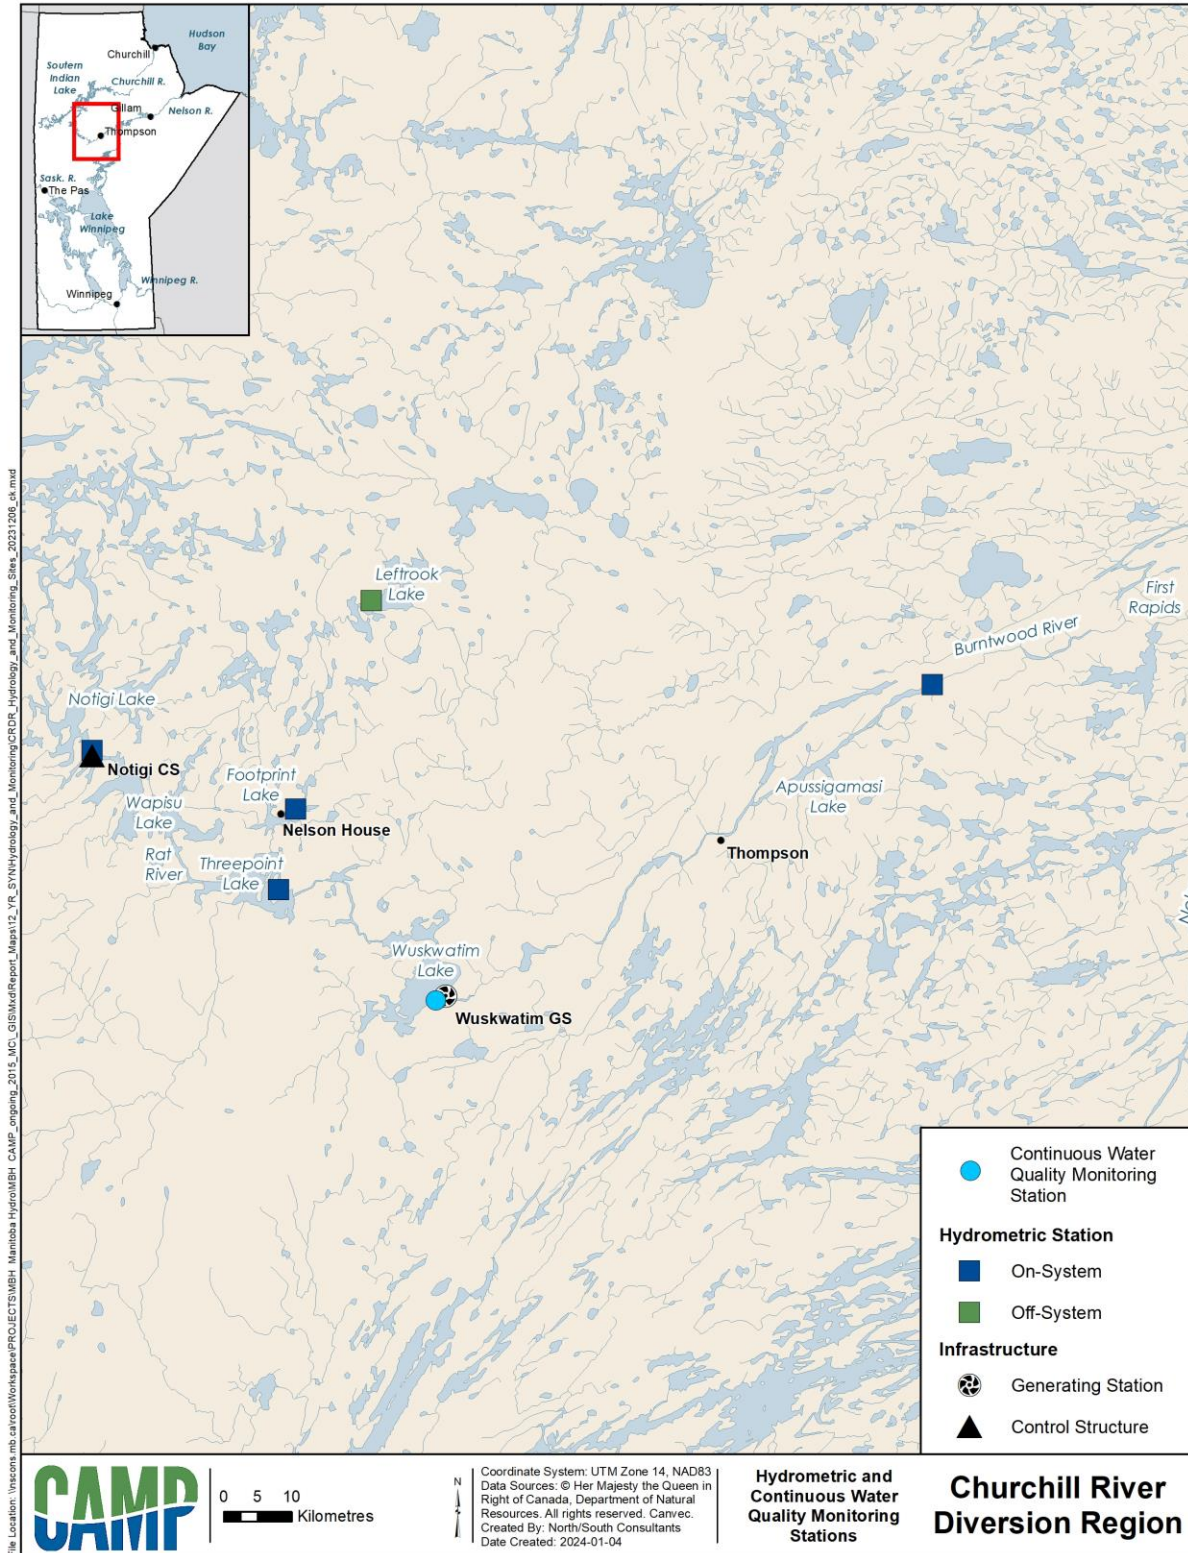 Hudson
Bay
Churchill
Soutern
Indian
Lake
Churchill R.
Gillam
Nelson R.
Thompson
Sask. R.
The Pas
Lake
Winnipeg
Winnipeg R.
Winnipeg
Leftrook
Lake
First
Rapids
Burntwood River
Notigi Lake
Notigi CS
Footprint
Lake
Apussigamasi
Lake
Wapisu
Lake
Nelson House
Thompson
Rat
River
Threepoint
Lake
Wuskwatim
Lake
Wuskwatim GS
Continuous Water
Quality Monitoring
Station
Hydrometric Station
On-System
Off-System
Infrastructure
Generating Station
Control Structure
CAMP
0 5 10
Kilometres
N
Coordinate System: UTM Zone 14, NAD83
Data Sources: © Her Majesty the Queen in
Right of Canada, Department of Natural
Resources. All rights reserved. Canvec.
Created By: North/South Consultants
Date Created: 2024-01-04
Hydrometric and
Continuous Water
Quality Monitoring
Stations
Churchill River
Diversion Region